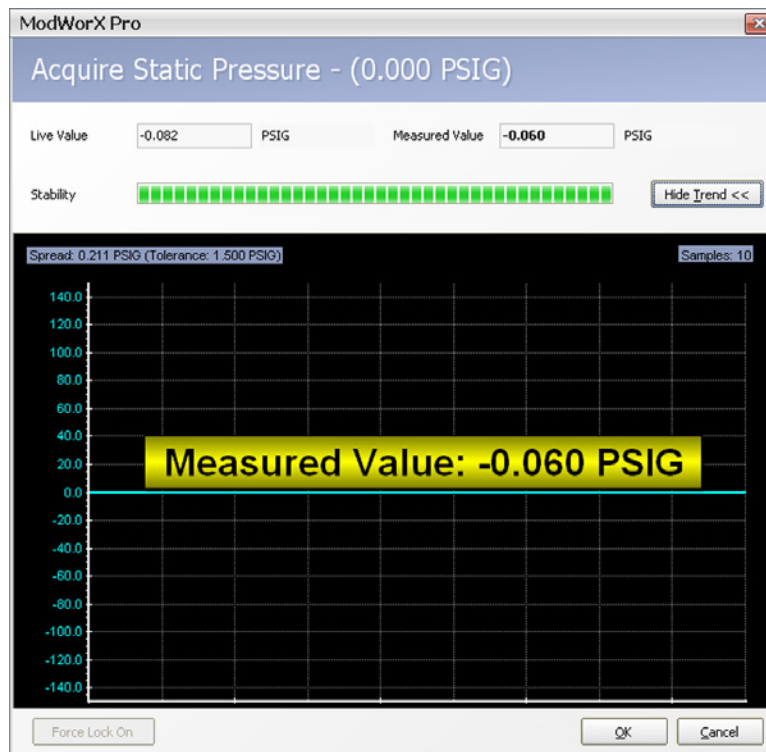 ModWorX Pro
Acquire Static Pressure - (0.000 PSIG)
Live Value -0.082 PSIG Measured Value -0.060 PSIG
Stability Hide Trend <<
Spread: 0.211 PSIG (Tolerance: 1.500 PSIG) Samples: 10
140.0
120.0
100.0
80.0
60.0
40.0
Measured Value: -0.060 PSIG
20.0
0.0
-20.0
-40.0
-60.0
-80.0
-100.0
-120.0
-140.0
Force Lock On OK Cancel